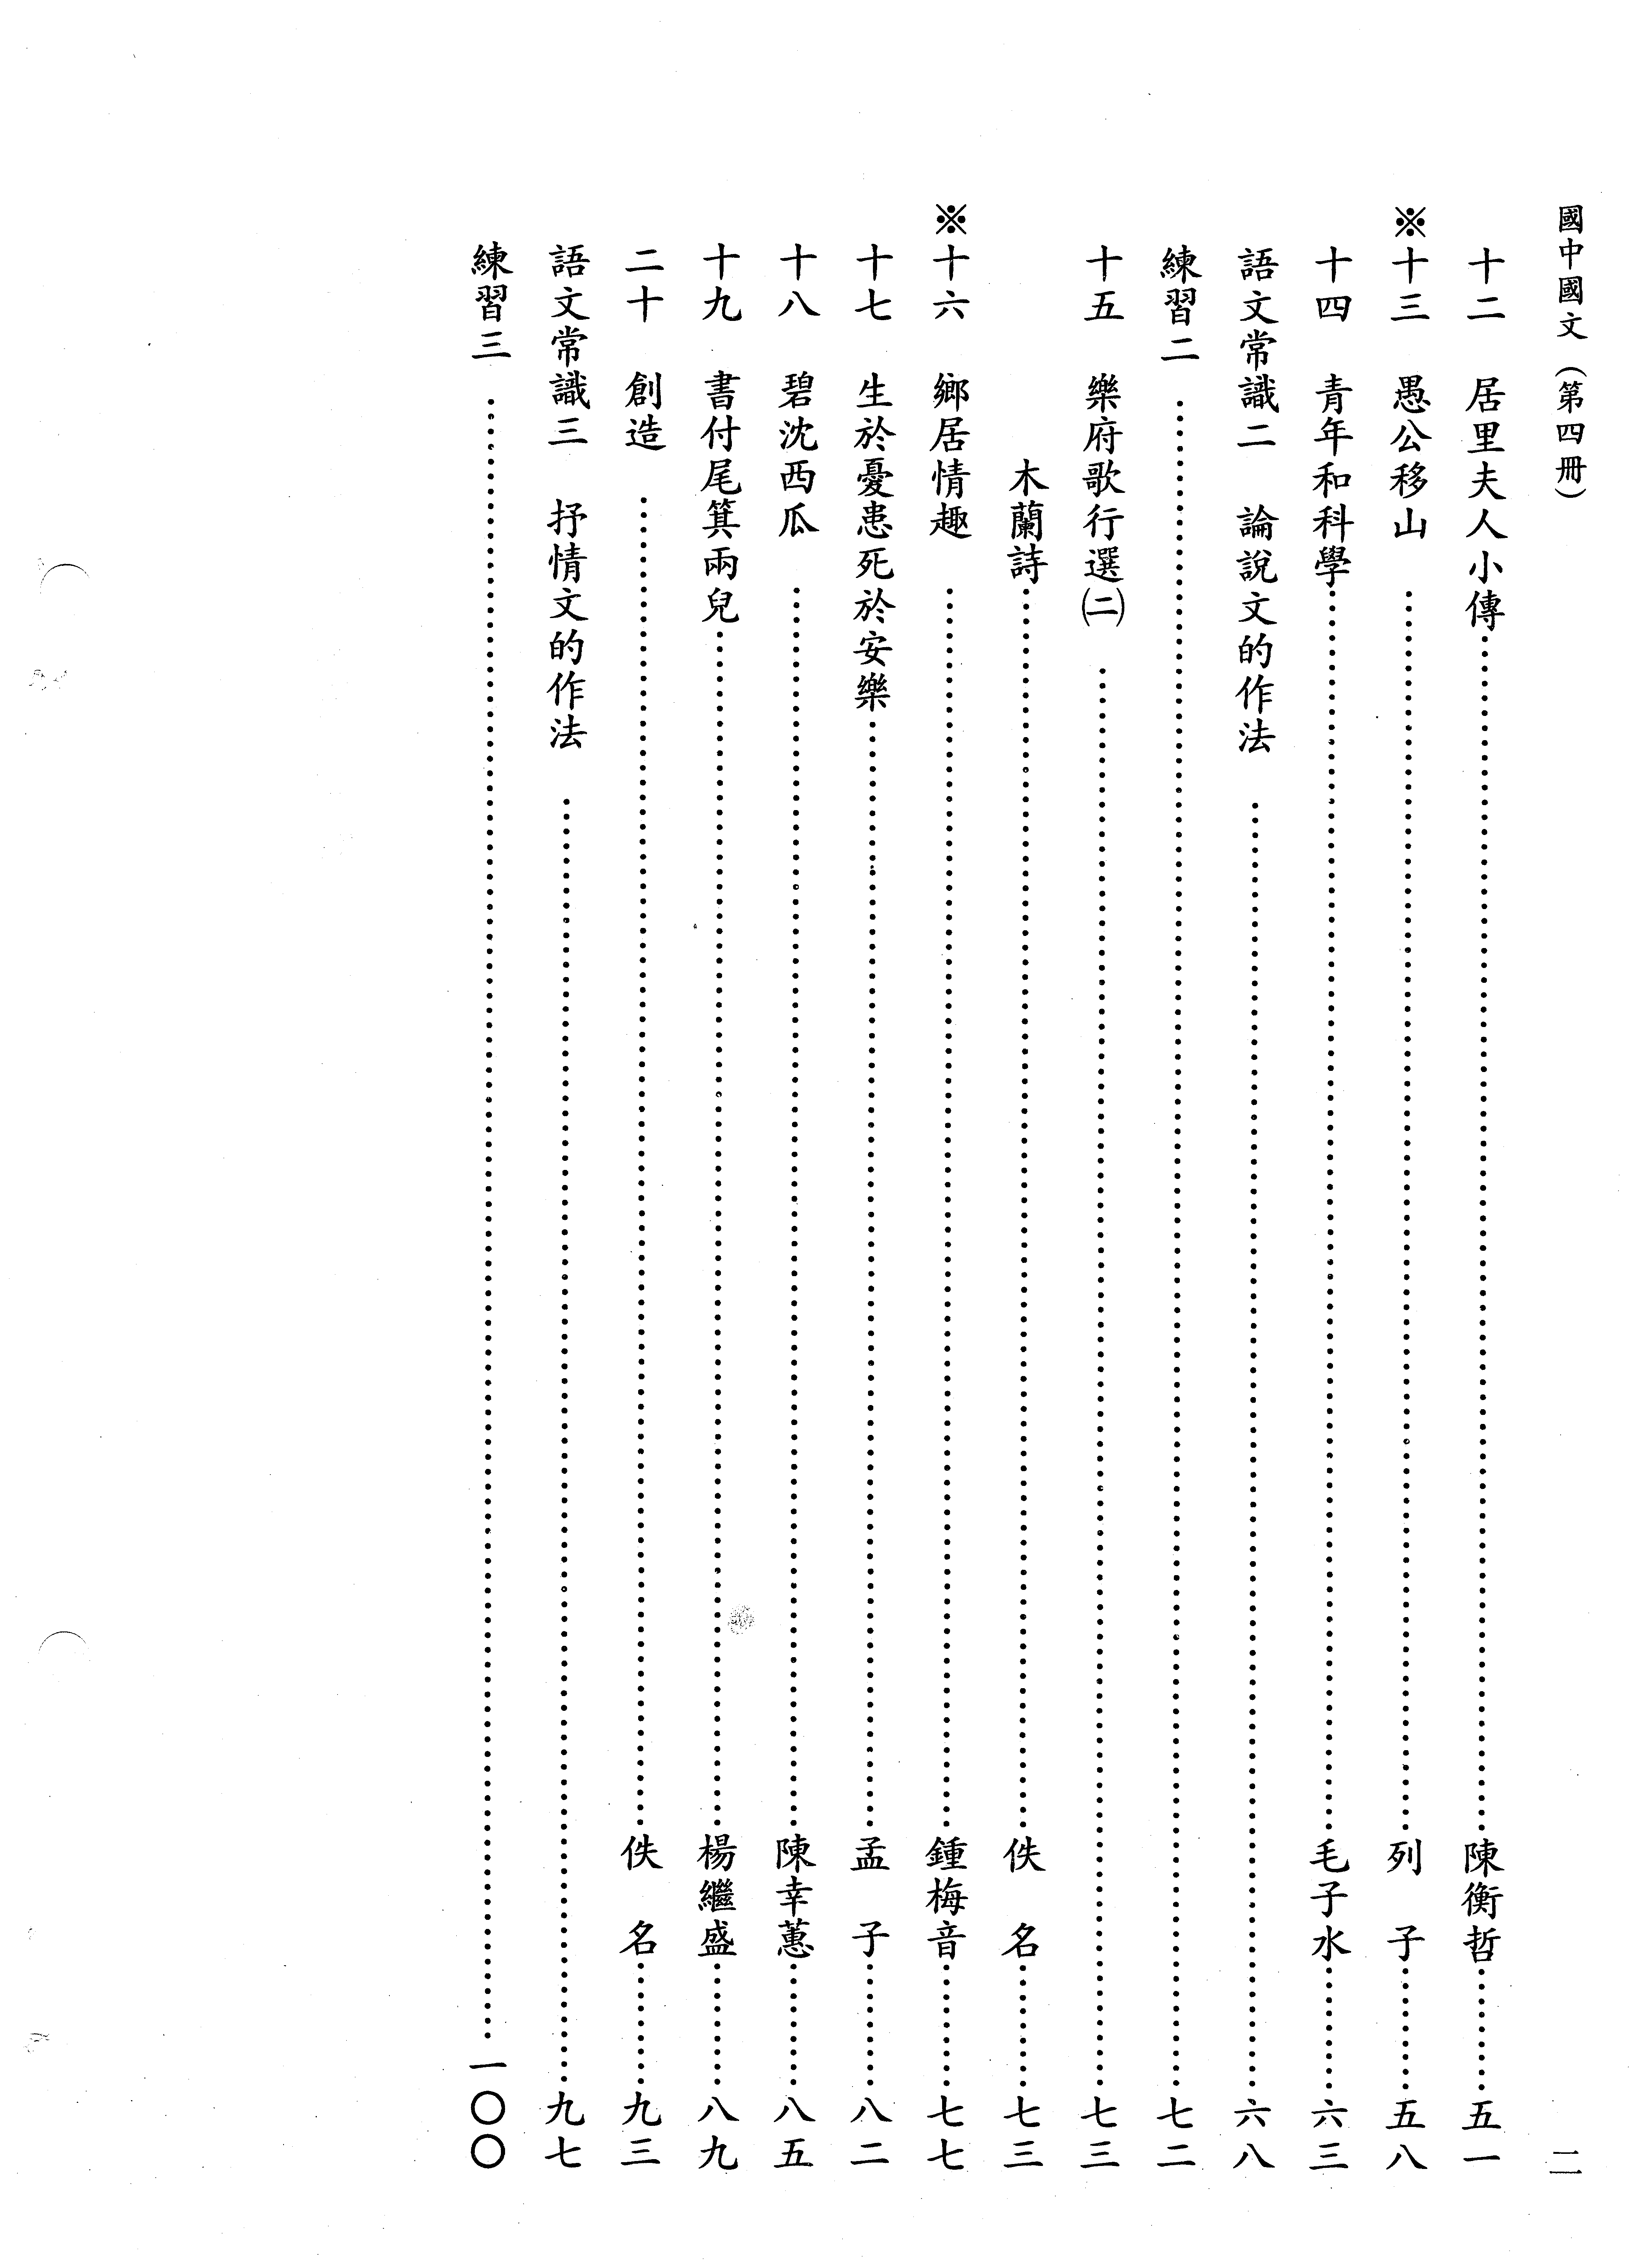 國中國文（第四冊） 二
十二 居里夫人小傳……陳衡哲……五一
※十三 愚公移山……列子……五八
十四 青年和科學……毛子水……六三
語文常識二 論說文的作法……六八
練習二……七二
十五 樂府歌行選㈡……七三
木蘭詩……佚名……七三
※十六 鄉居情趣……鍾梅音……七七
十七 生於憂患死於安樂……孟子……八二
十八 碧沈西瓜……陳幸蕙……八五
十九 書付尾箕兩兒……楊繼盛……八九
二十 創造……佚名……九三
語文常識三 抒情文的作法……九七
練習三……一〇〇